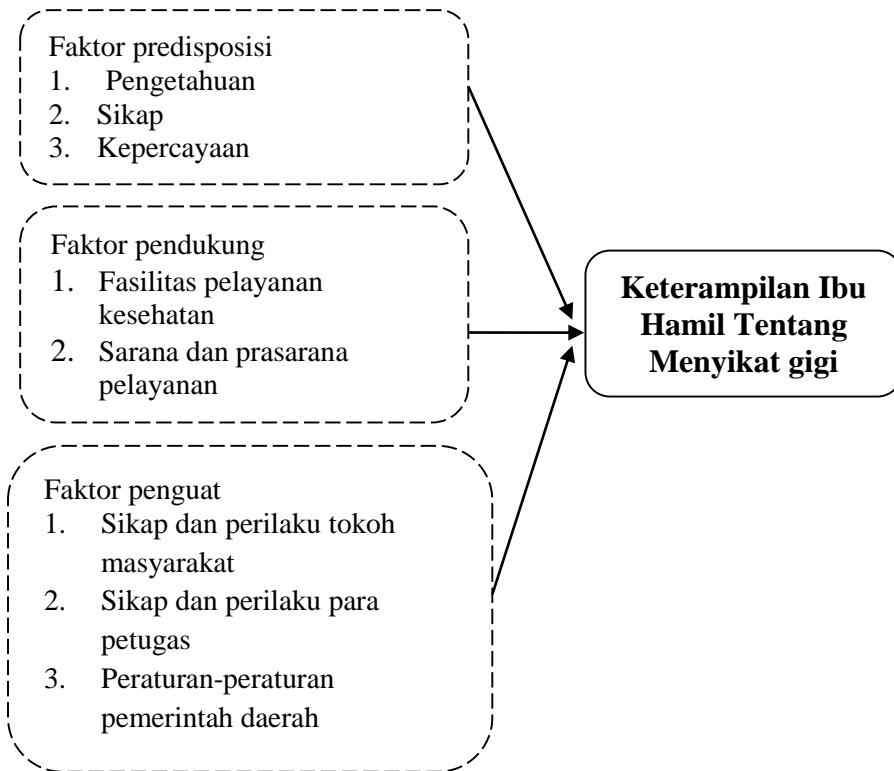 Faktor predisposisi
1. Pengetahuan
2. Sikap
3. Kepercayaan
Faktor pendukung
1. Fasilitas pelayanan
kesehatan
2. Sarana dan prasarana
pelayanan
Faktor penguat
1. Sikap dan perilaku tokoh
masyarakat
2. Sikap dan perilaku para
petugas
3. Peraturan-peraturan
pemerintah daerah
Keterampilan Ibu
Hamil Tentang
Menyikat gigi